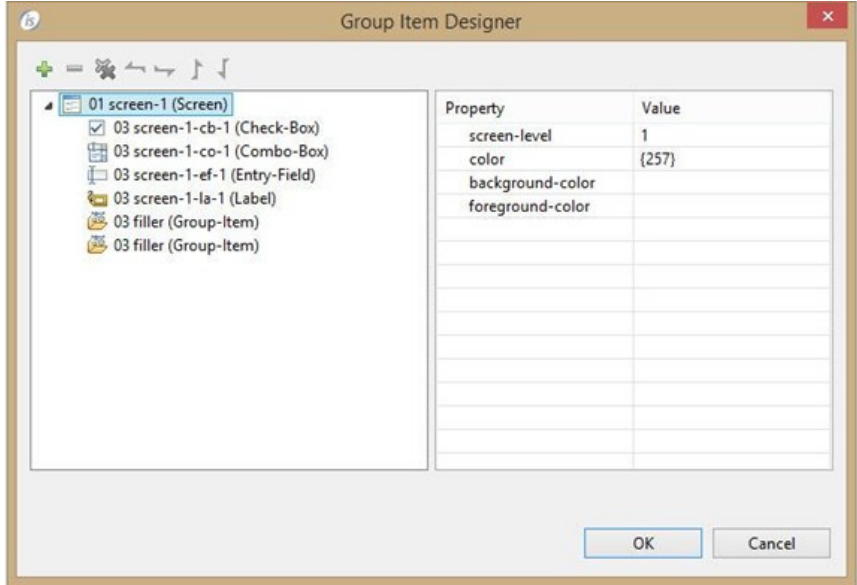 is
Group Item Designer
01 screen-1 (Screen)
03 screen-1-cb-1 (Check-Box)
03 screen-1-co-1 (Combo-Box)
03 screen-1-ef-1 (Entry-Field)
03 screen-1-la-1 (Label)
03 filler (Group-Item)
03 filler (Group-Item)
Property Value
screen-level 1
color {257}
background-color
foreground-color
OK Cancel